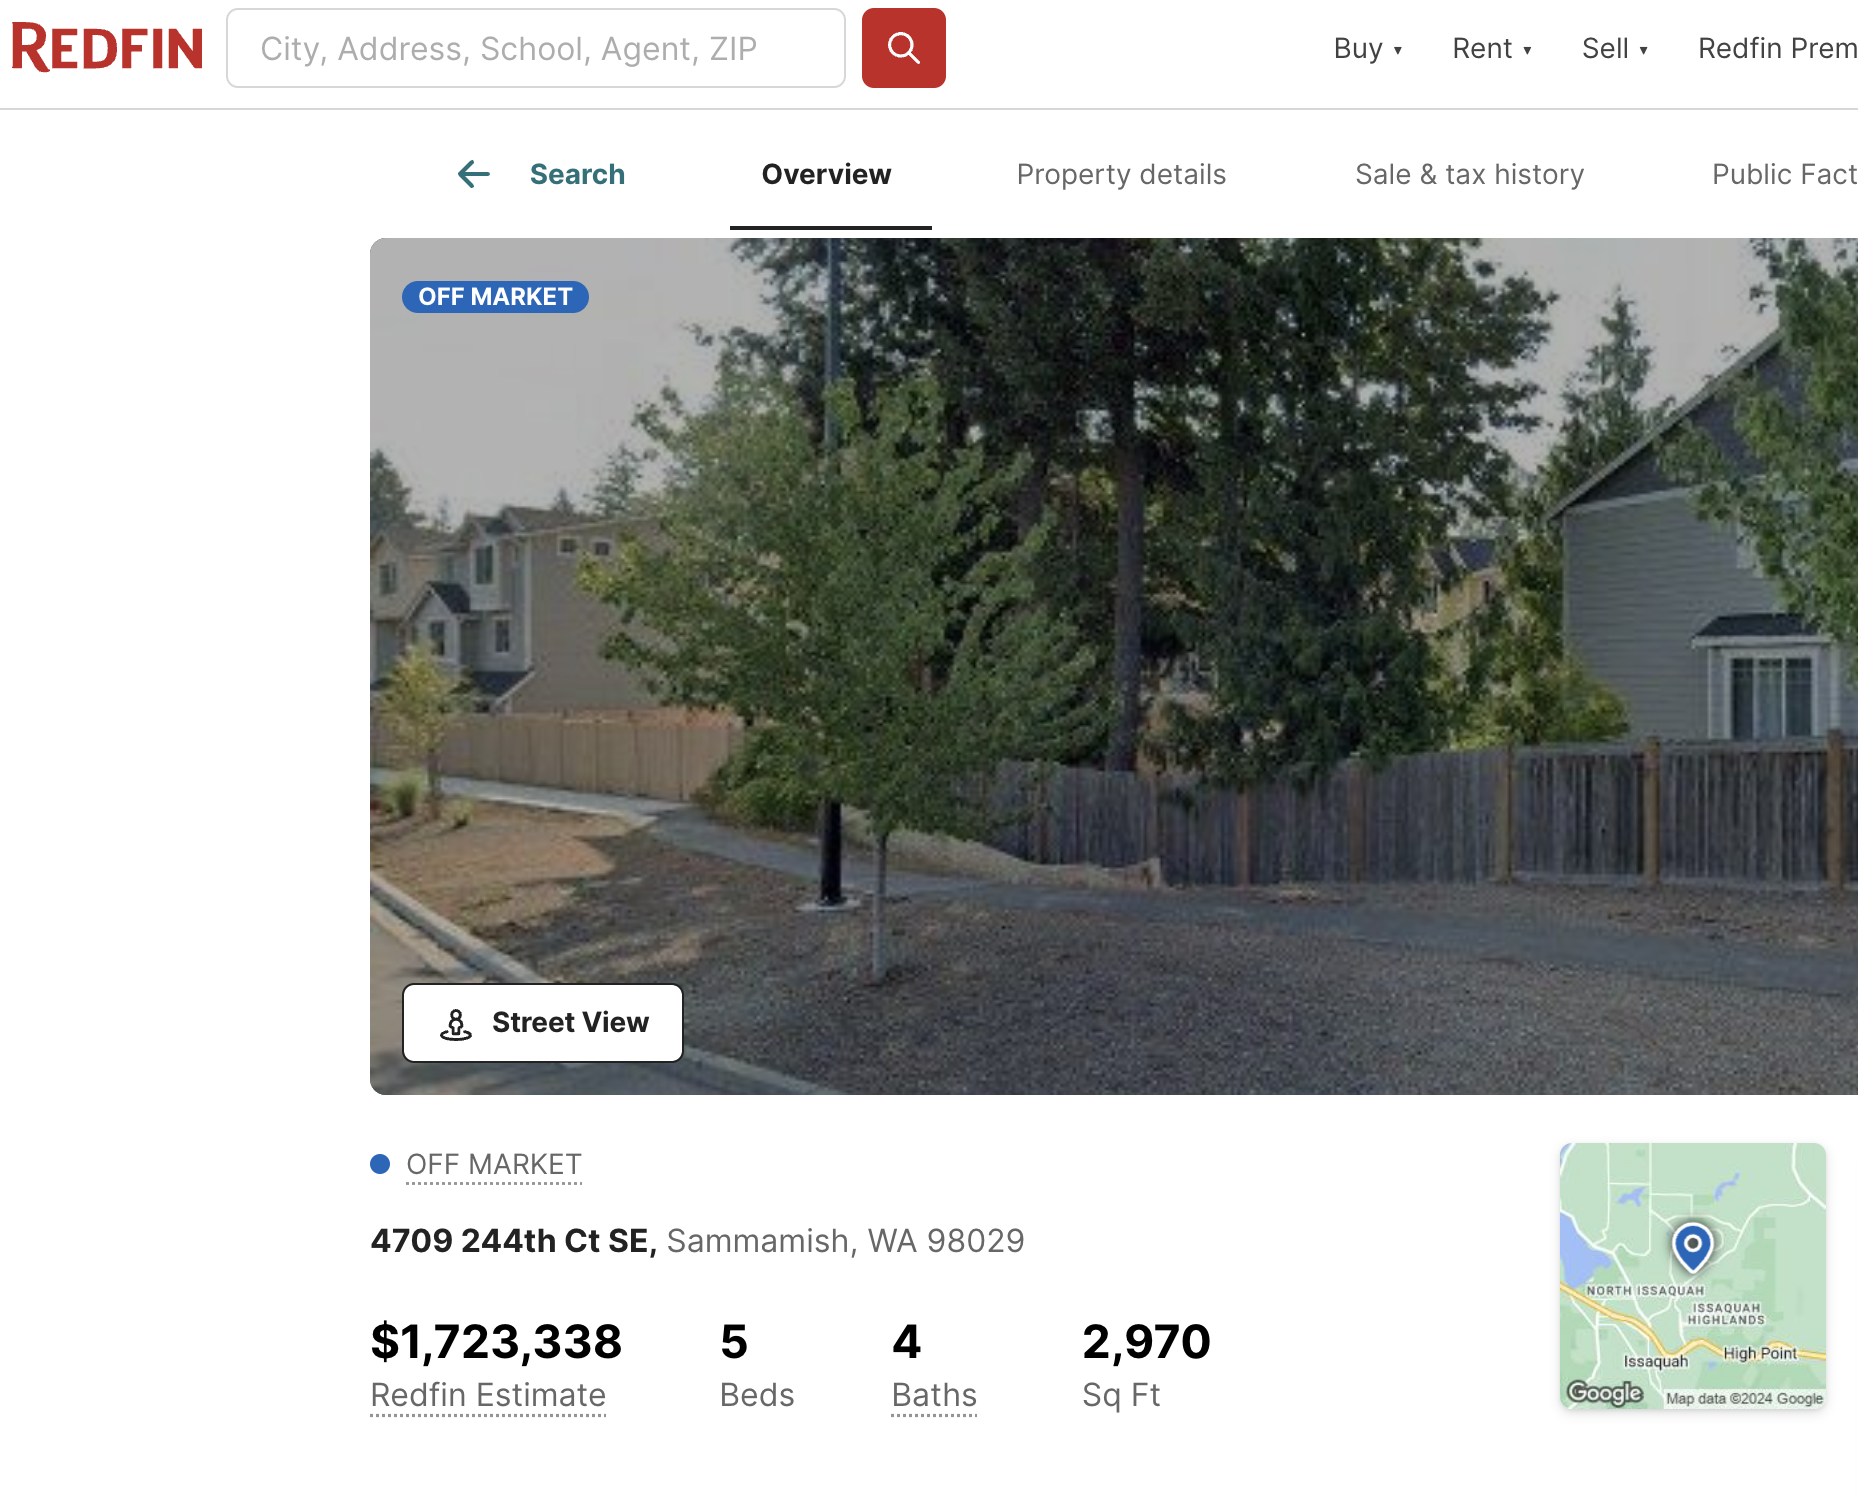 REDFIN
City, Address, School, Agent, ZIP
Buy ▾ Rent ▾ Sell ▾ Redfin Prem
Search Overview Property details Sale & tax history Public Fact
OFF MARKET
Street View
OFF MARKET
4709 244th Ct SE, Sammamish, WA 98029
$1,723,338 5 4 2,970
Redfin Estimate Beds Baths Sq Ft
NORTH ISSAQUAH
ISSAQUAH
HIGHLANDS
High Point
Issaquah
Google Map data ©2024 Google